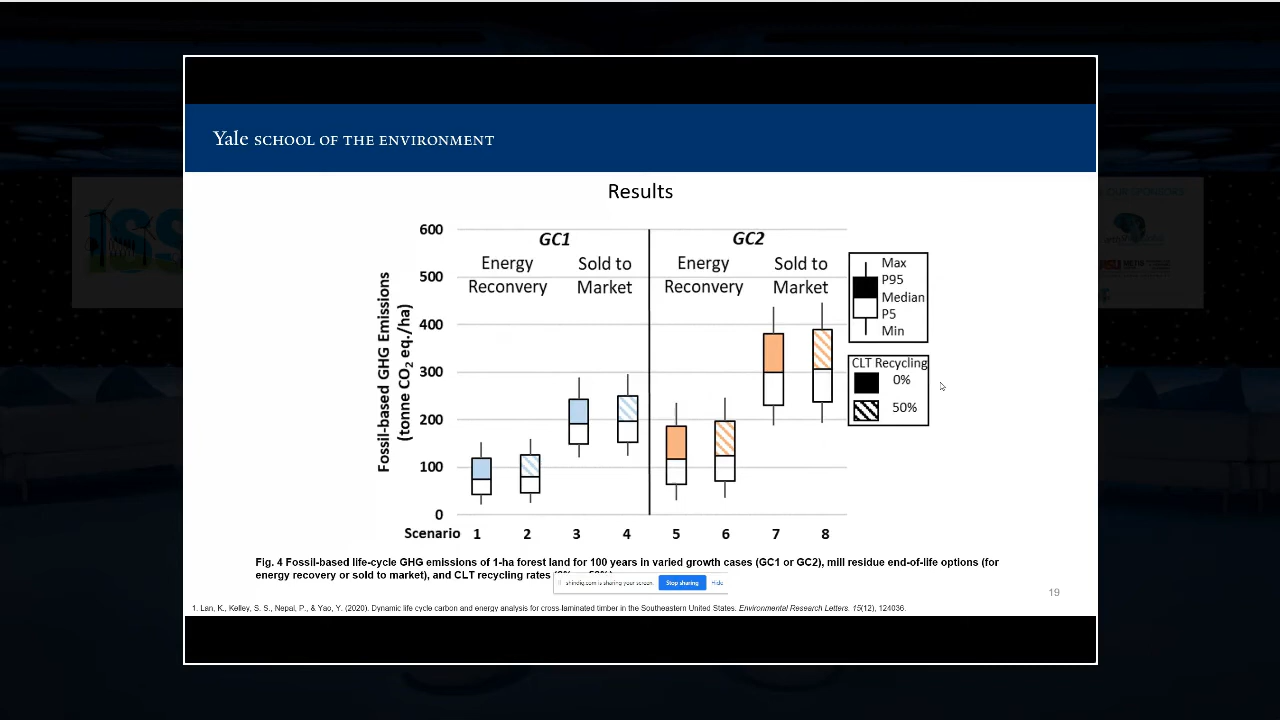 Yale SCHOOL OF THE ENVIRONMENT
Results
Fossil-based GHG Emissions
(tonne CO₂ eq./ha)
600
500
400
300
200
100
0
GC1
GC2
Energy Recovery
Sold to Market
Energy Recovery
Sold to Market
Max
P95
Median
P5
Min
CLT Recycling
0%
50%
Scenario 1 2 3 4 5 6 7 8
Fig. 4 Fossil-based life-cycle GHG emissions of 1-ha forest land for 100 years in varied growth cases (GC1 or GC2), mill residue end-of-life options (for
energy recovery or sold to market), and CLT recycling rates
is sharing your screen. Stop sharing Hide
19
1. Lan, K., Kelley, S. S., Nepal, P., & Yao, Y. (2020). Dynamic life cycle carbon and energy analysis for cross-laminated timber in the Southeastern United States. Environmental Research Letters. 15(12), 124036.
ISS